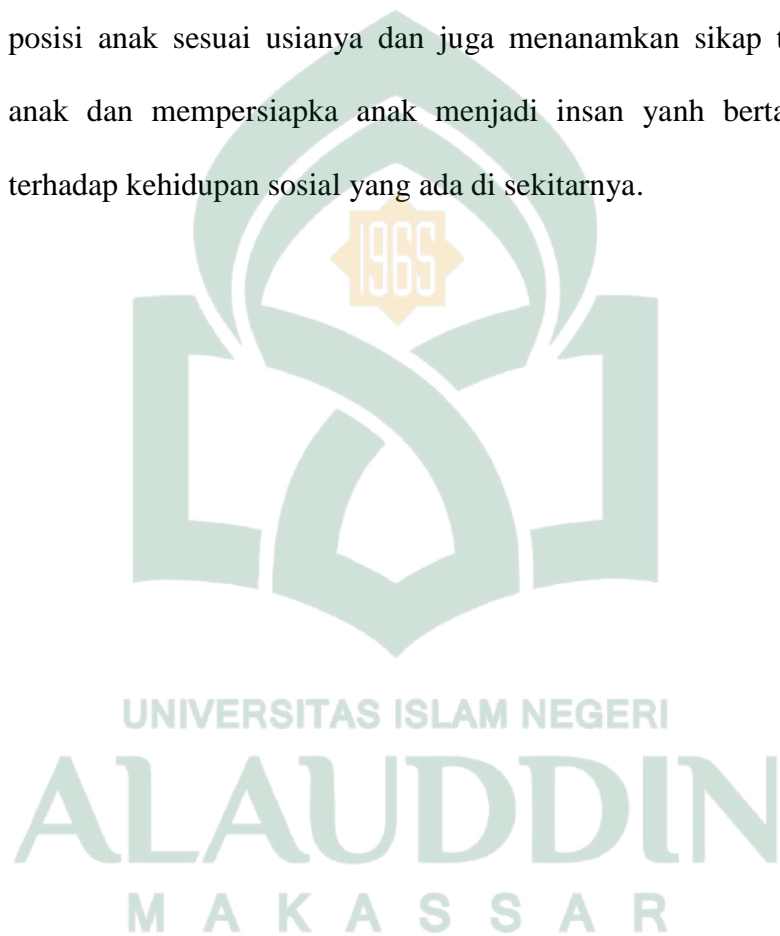 posisi anak sesuai usianya dan juga menanamkan sikap
anak dan mempersiapka anak menjadi insan yanh
terhadap kehidupan sosial yang ada di sekitarnya.
1965
UNIVERSITAS ISLAM NEGERI
ALAUDDIN
MAKASSAR